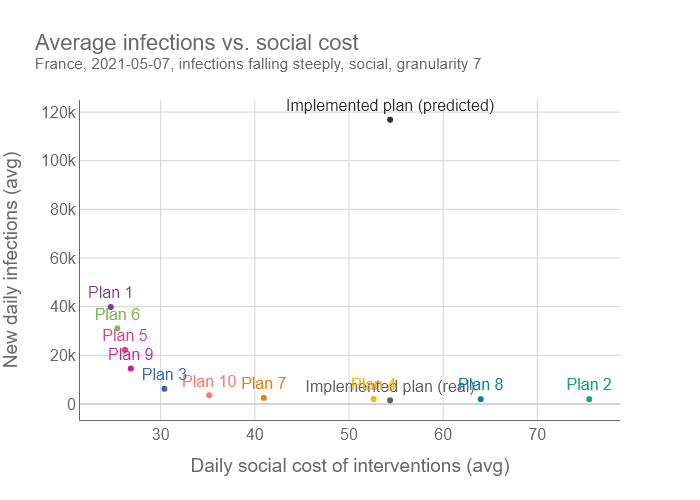 Average infections vs. social cost
France, 2021-05-07, infections falling steeply, social, granularity 7
Implemented plan (predicted)
120k
100k
80k
60k
40k
20k
0
New daily infections (avg)
Plan 1
Plan 6
Plan 5
Plan 9
Plan 3
Plan 10
Plan 7
Implemented plan (real)
Plan 4
Plan 8
Plan 2
30
40
50
60
70
Daily social cost of interventions (avg)